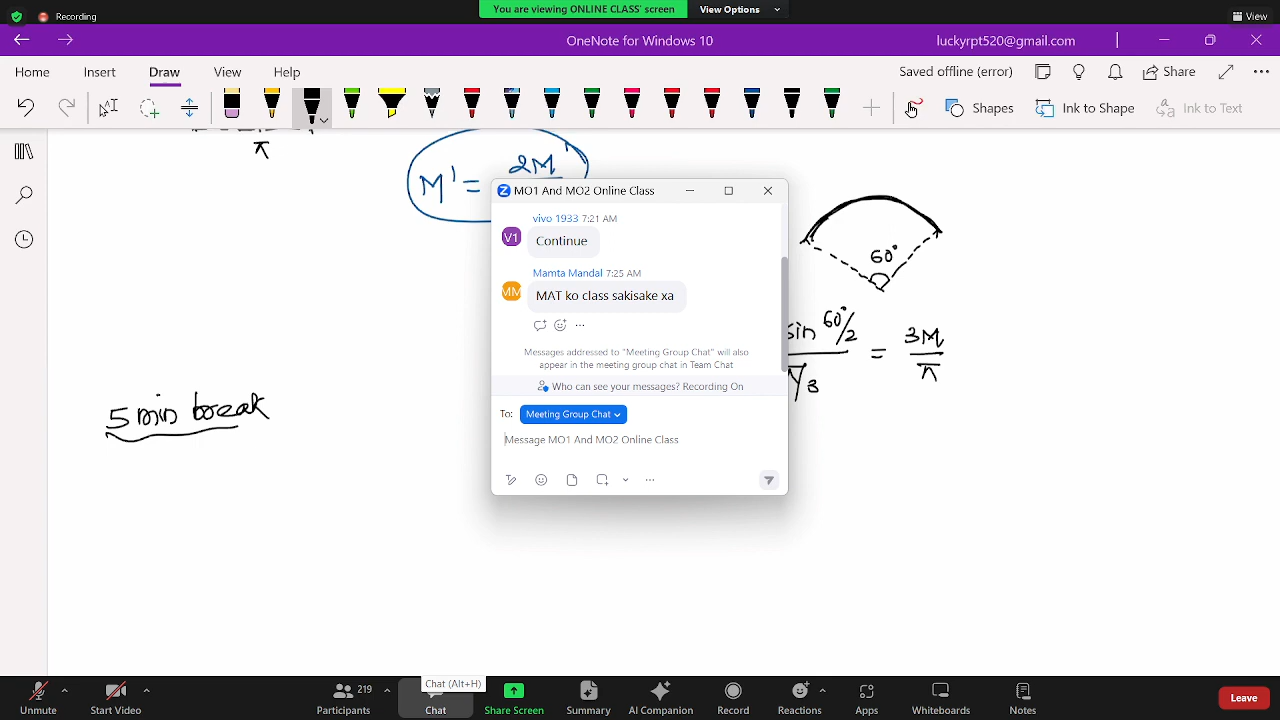 Recording
You are viewing ONLINE CLASS' screen
View Options
View
OneNote for Windows 10
luckyrpt520@gmail.com
Home
Insert
Draw
View
Help
Saved offline (error)
Share
Shapes
Ink to Shape
Ink to Text
π
M' = 2M
60°
sin 60°/2
π/3
= 3M/π
5 min break
MO1 And MO2 Online Class
vivo 1933 7:21 AM
V1
Continue
Mamta Mandal 7:25 AM
MM
MAT ko class sakisake xa
Messages addressed to "Meeting Group Chat" will also
appear in the meeting group chat in Team Chat
Who can see your messages? Recording On
To: Meeting Group Chat
Message MO1 And MO2 Online Class
Chat (Alt+H)
Unmute
Start Video
219
Participants
Chat
Share Screen
Summary
AI Companion
Record
Reactions
Apps
Whiteboards
Notes
Leave